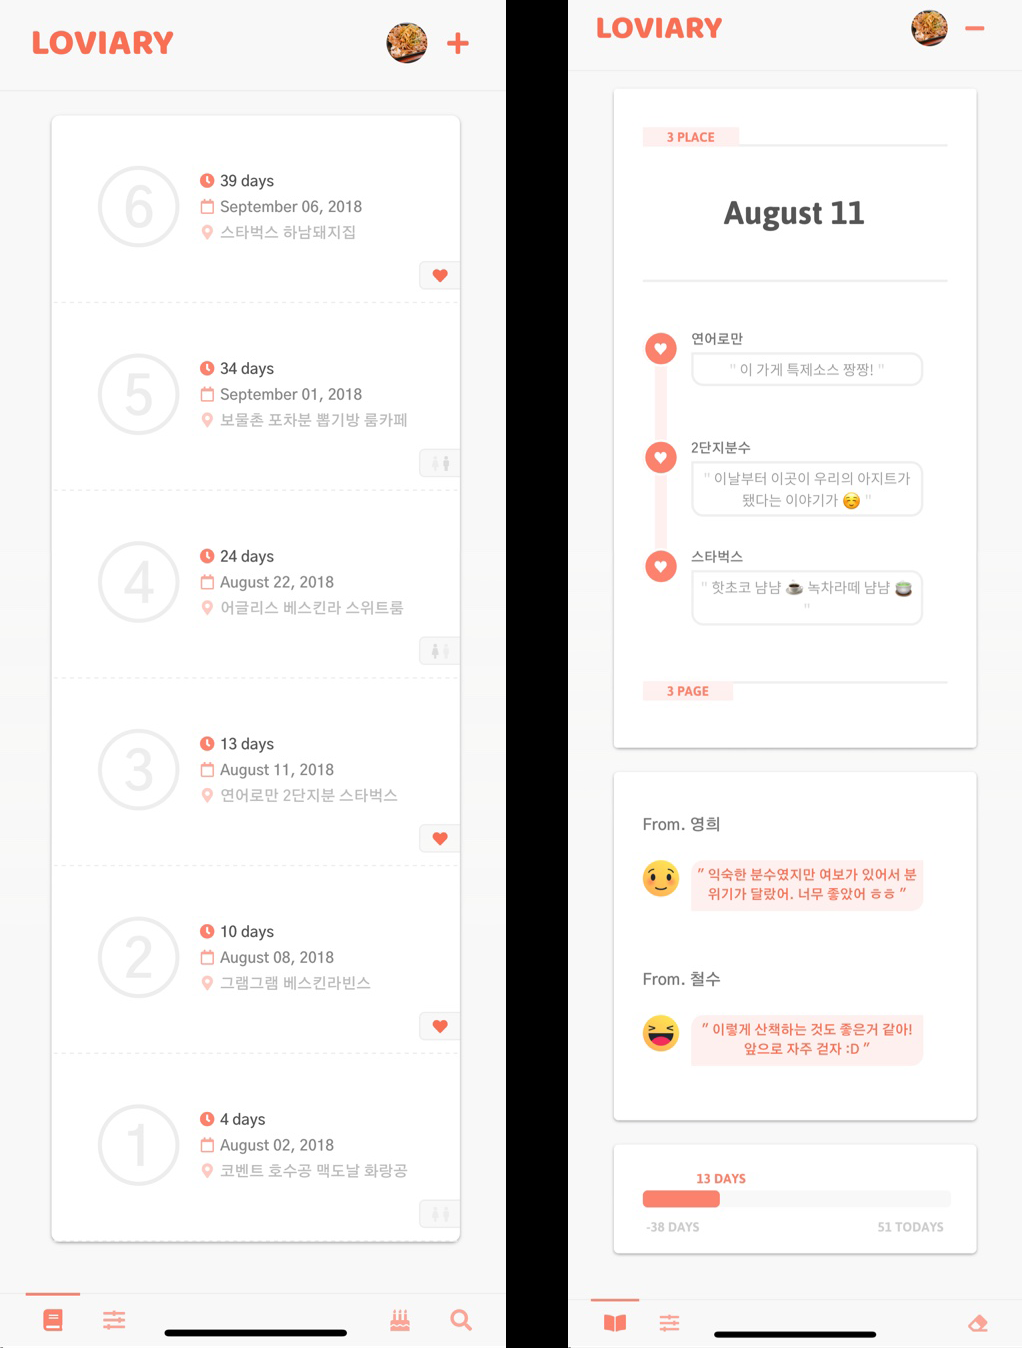 LOVIARY
6
39 days
September 06, 2018
스타벅스 하남돼지집
5
34 days
September 01, 2018
보물촌 포차분 뽑기방 룸카페
4
24 days
August 22, 2018
어글리스 베스킨라 스위트룸
3
13 days
August 11, 2018
연어로만 2단지분 스타벅스
2
10 days
August 08, 2018
그램그램 베스킨라빈스
1
4 days
August 02, 2018
코벤트 호수공 맥도날 화랑공
LOVIARY
3 PLACE
August 11
연어로만
" 이 가게 특제소스 짱짱! "
2단지분수
" 이날부터 이곳이 우리의 아지트가
됐다는 이야기가 ☺️ "
스타벅스
" 핫초코 냠냠 ☕ 녹차라떼 냠냠 🍵
"
3 PAGE
From. 영희
" 익숙한 분수였지만 여보가 있어서 분
위기가 달랐어. 너무 좋았어 ㅎㅎ "
From. 철수
" 이렇게 산책하는 것도 좋은거 같아!
앞으로 자주 걷자 :D "
13 DAYS
-38 DAYS
51 TODAYS